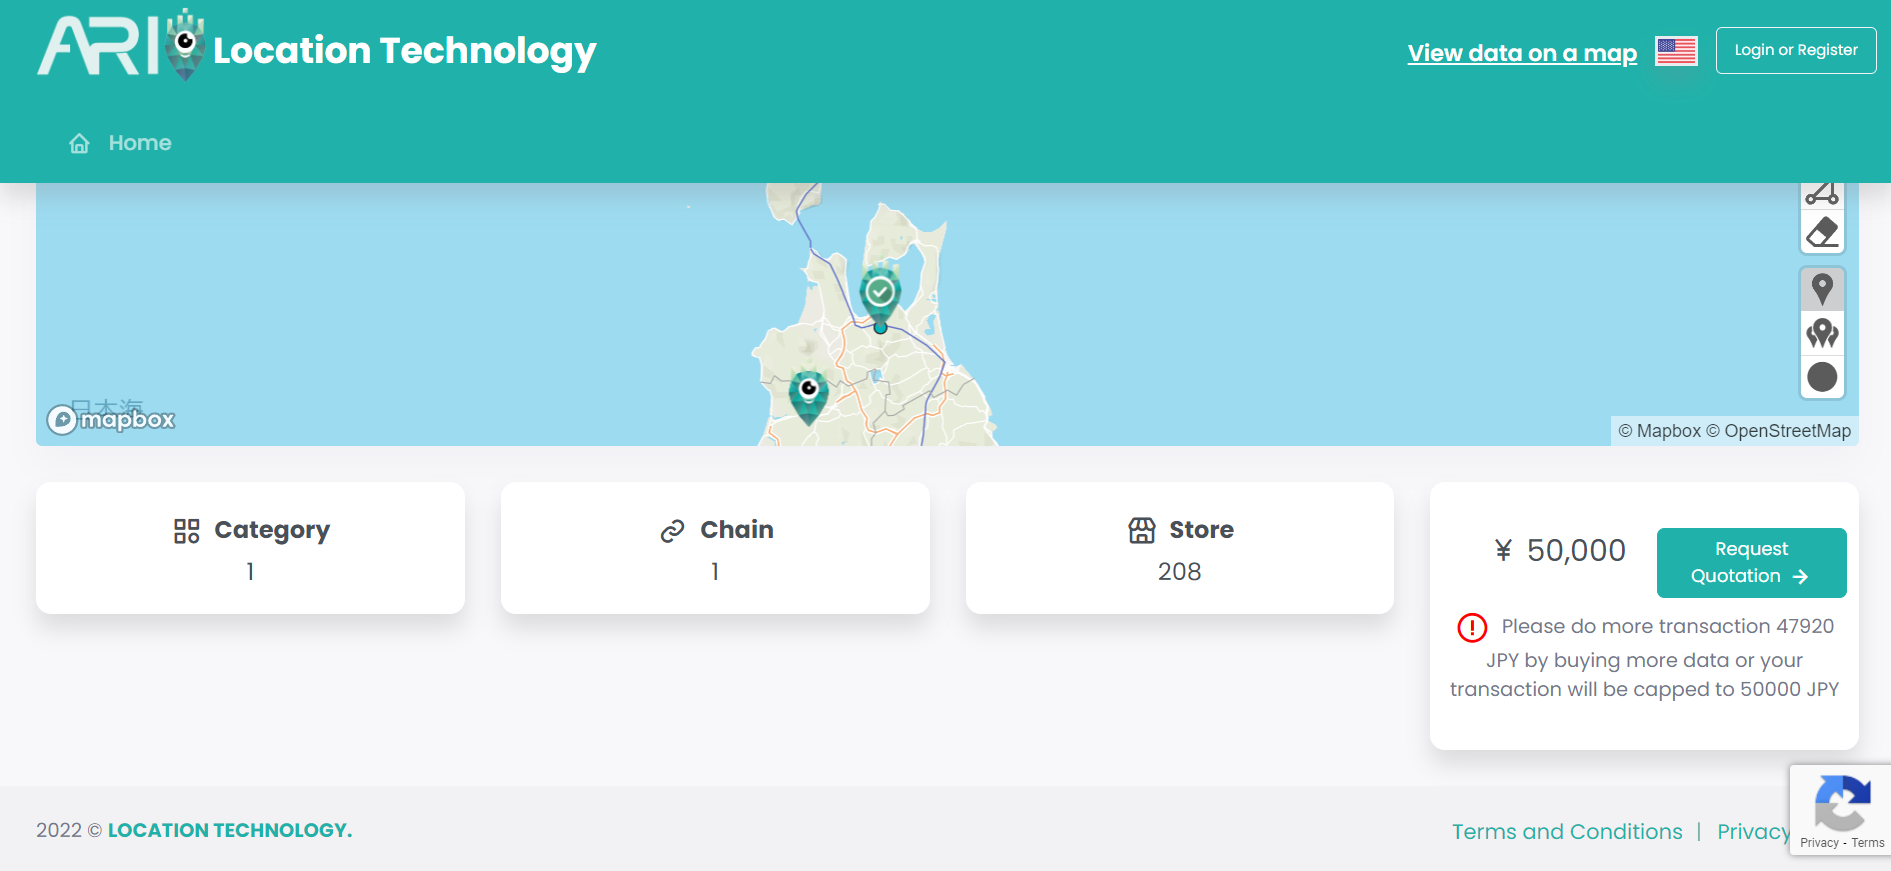 ARI Location Technology
View data on a map
Login or Register
Home
日本海
mapbox
© Mapbox © OpenStreetMap
Category
1
Chain
1
Store
208
¥ 50,000
Request
Quotation →
Please do more transaction 47920
JPY by buying more data or your
transaction will be capped to 50000 JPY
2022 © LOCATION TECHNOLOGY.
Terms and Conditions | Privacy
Privacy - Terms